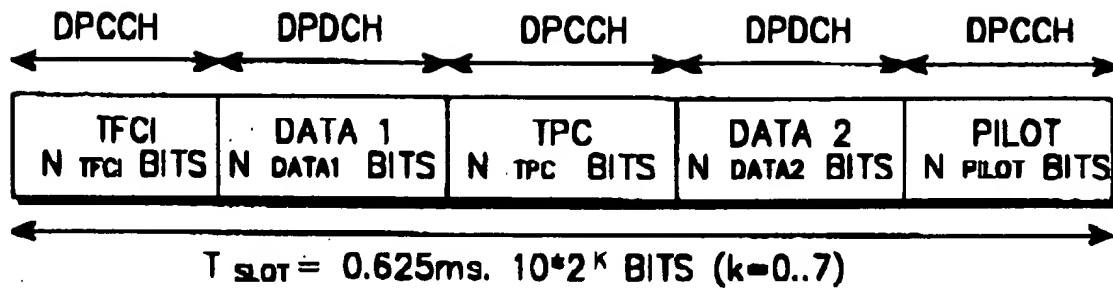 DPCCH DPDCH DPCCH DPDCH DPCCH
TFCI DATA 1 TPC DATA 2 PILOT
N TFCI BITS N DATA1 BITS N TPC BITS N DATA2 BITS N PILOT BITS
T SLOT = 0.625ms. 10*2 K BITS (k=0..7)